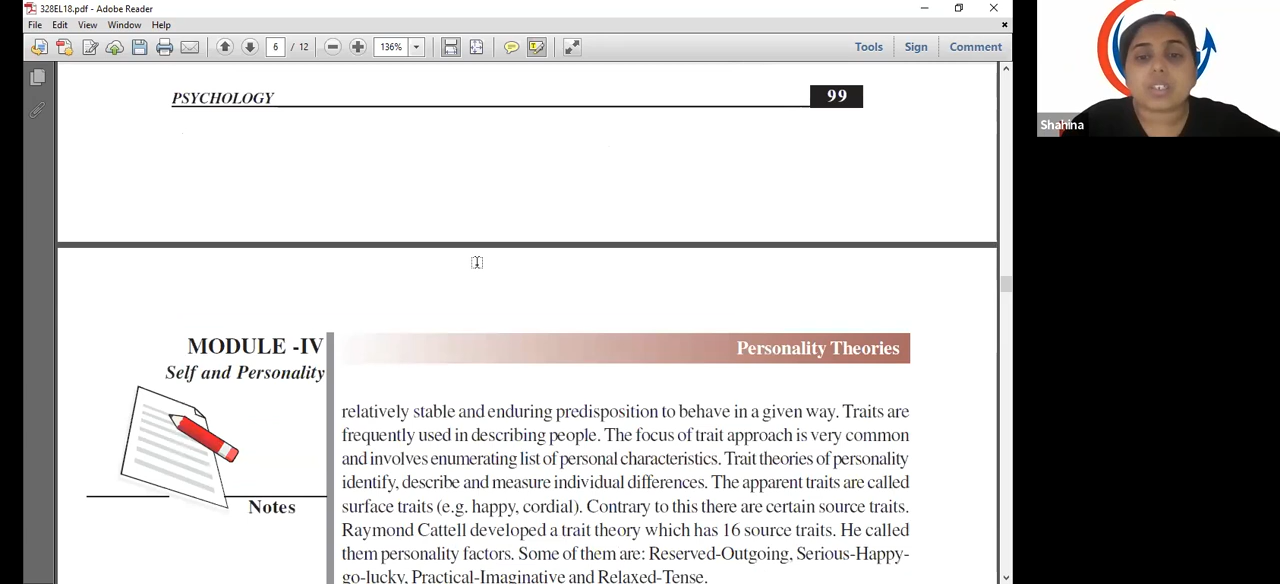 328EL18.pdf - Adobe Reader
File Edit View Window Help
6 / 12 136% Tools Sign Comment
Shahina
PSYCHOLOGY 99
MODULE -IV
Self and Personality
Notes
Personality Theories
relatively stable and enduring predisposition to behave in a given way. Traits are
frequently used in describing people. The focus of trait approach is very common
and involves enumerating list of personal characteristics. Trait theories of personality
identify, describe and measure individual differences. The apparent traits are called
surface traits (e.g. happy, cordial). Contrary to this there are certain source traits.
Raymond Cattell developed a trait theory which has 16 source traits. He called
them personality factors. Some of them are: Reserved-Outgoing, Serious-Happy-
go-lucky, Practical-Imaginative and Relaxed-Tense.